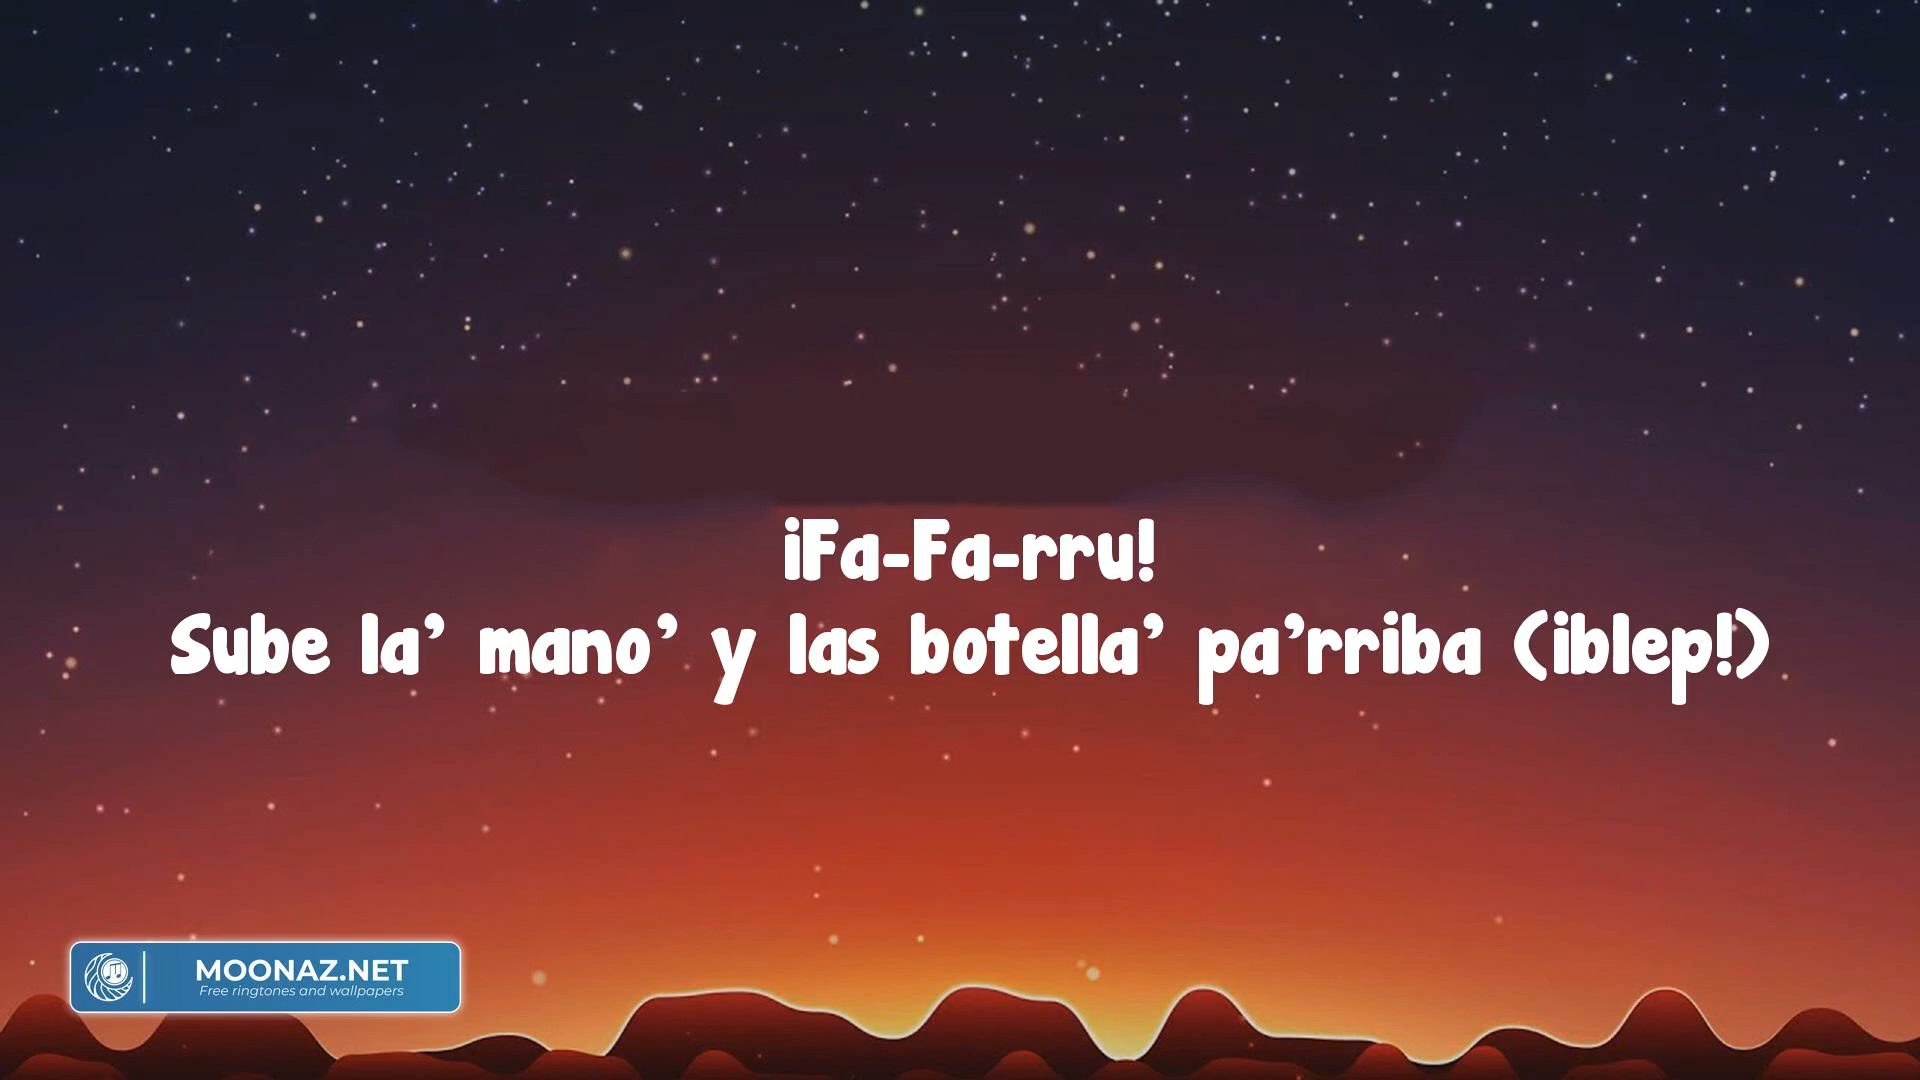 ¡Fa-Fa-rru!
Sube la’ mano’ y las botella’ pa’rriba (¡blep!)
MOONAZ.NET
Free ringtones and wallpapers